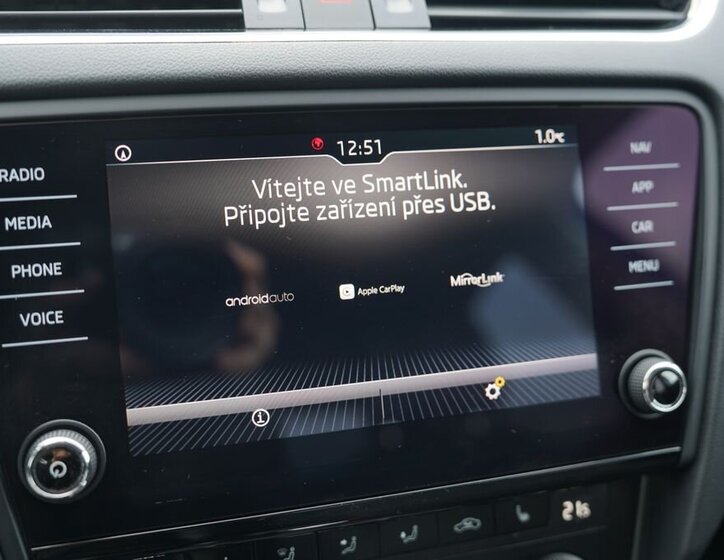 12:51
1.0°C
RADIO
MEDIA
PHONE
VOICE
Vítejte ve SmartLink.
Připojte zařízení přes USB.
androidauto
Apple CarPlay
MirrorLink
NAV
APP
CAR
MENU